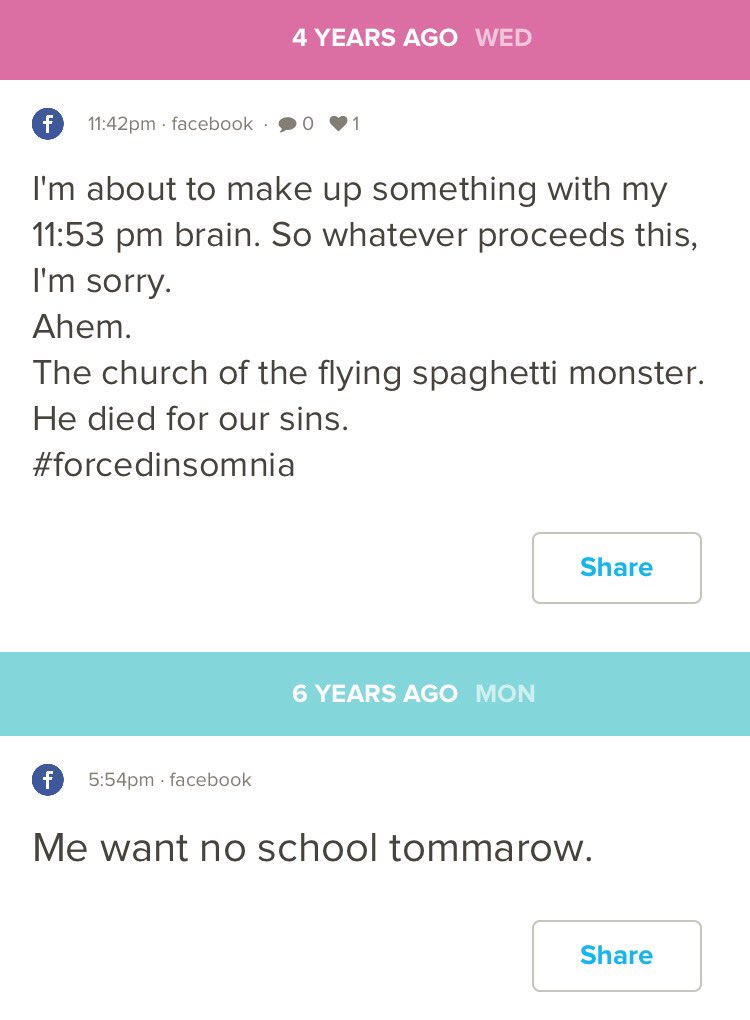 4 YEARS AGO WED
11:42pm · facebook · 0 1
I'm about to make up something with my
11:53 pm brain. So whatever proceeds this,
I'm sorry.
Ahem.
The church of the flying spaghetti monster.
He died for our sins.
#forcedinsomnia
Share
6 YEARS AGO MON
5:54pm · facebook
Me want no school tommarow.
Share